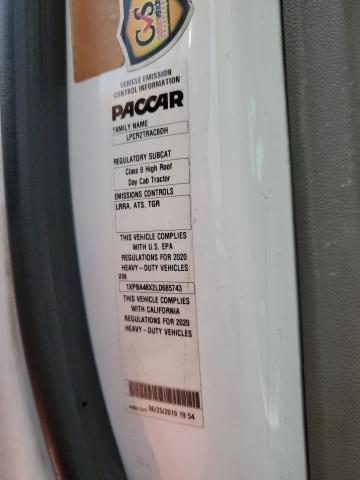 CVS
VEHICLE EMISSION
CONTROL INFORMATION
PACCAR
FAMILY NAME
LPCR2TRAC8DH
REGULATORY SUBCAT
Class 8 High Roof
Day Cab Tractor
EMISSIONS CONTROLS
LRRA, ATS, TGR
THIS VEHICLE COMPLIES
WITH U.S. EPA
REGULATIONS FOR 2020
HEAVY - DUTY VEHICLES
VIN
1XPBA48X2LD685743
THIS VEHICLE COMPLIES
WITH CALIFORNIA
REGULATIONS FOR 2020
HEAVY - DUTY VEHICLES
06/25/2019 19:54